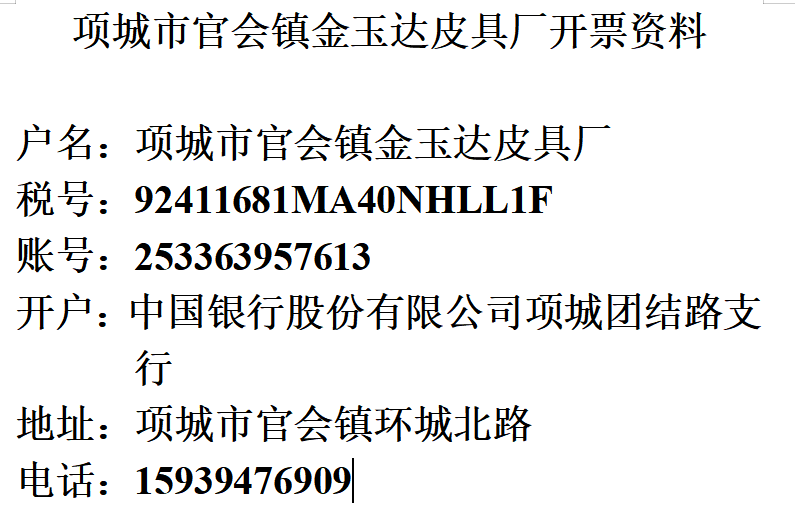 项城市官会镇金玉达皮具厂开票资料
户名：项城市官会镇金玉达皮具厂
税号：92411681MA40NHLL1F
账号：253363957613
开户：中国银行股份有限公司项城团结路支
行
地址：项城市官会镇环城北路
电话：15939476909